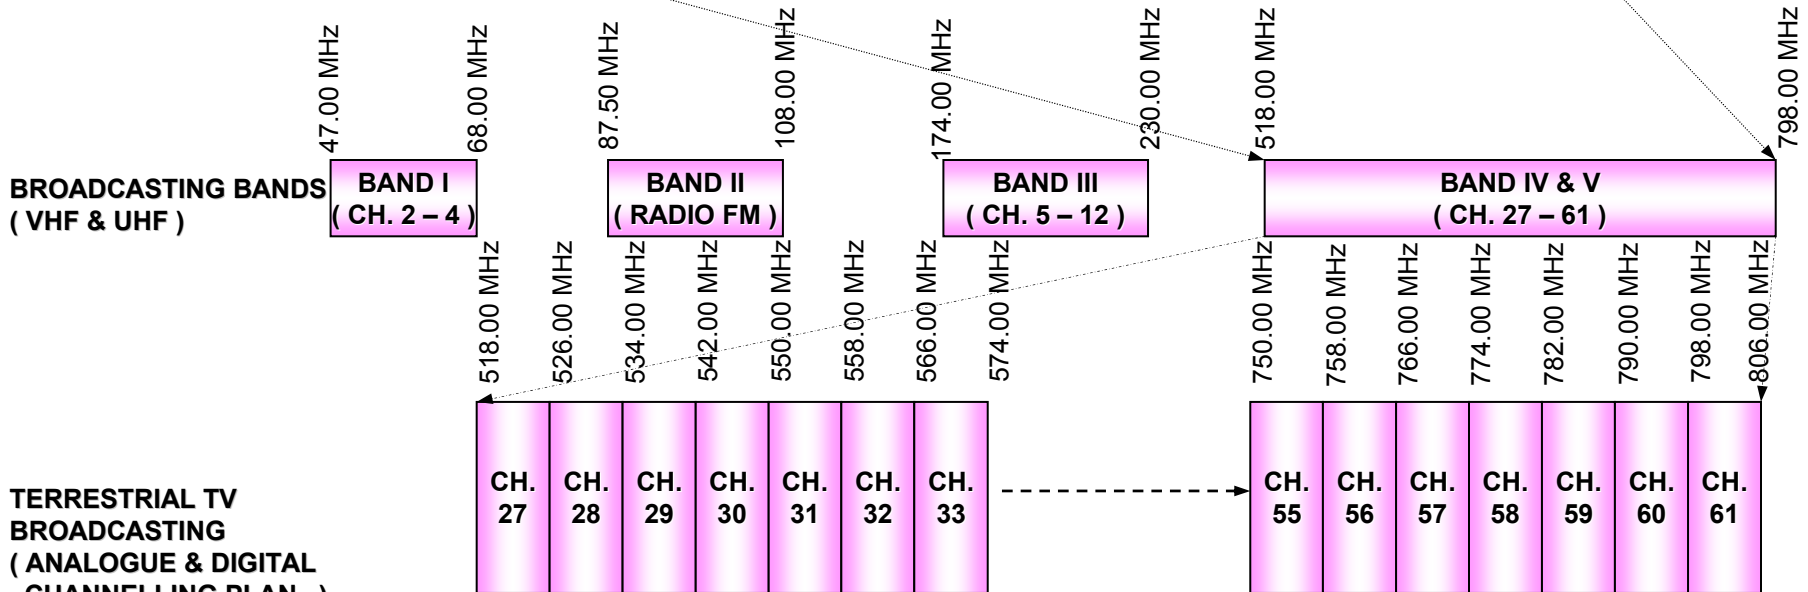 47.00 MHz
68.00 MHz
87.50 MHz
108.00 MHz
174.00 MHz
230.00 MHz
518.00 MHz
798.00 MHz
BROADCASTING BANDS
( VHF & UHF )
BAND I
( CH. 2 – 4 )
BAND II
( RADIO FM )
BAND III
( CH. 5 – 12 )
BAND IV & V
( CH. 27 – 61 )
518.00 MHz
526.00 MHz
534.00 MHz
542.00 MHz
550.00 MHz
558.00 MHz
566.00 MHz
574.00 MHz
750.00 MHz
758.00 MHz
766.00 MHz
774.00 MHz
782.00 MHz
790.00 MHz
798.00 MHz
806.00 MHz
TERRESTRIAL TV
BROADCASTING
( ANALOGUE & DIGITAL
CHANNELLING PLAN )
CH.
27
CH.
28
CH.
29
CH.
30
CH.
31
CH.
32
CH.
33
CH.
55
CH.
56
CH.
57
CH.
58
CH.
59
CH.
60
CH.
61